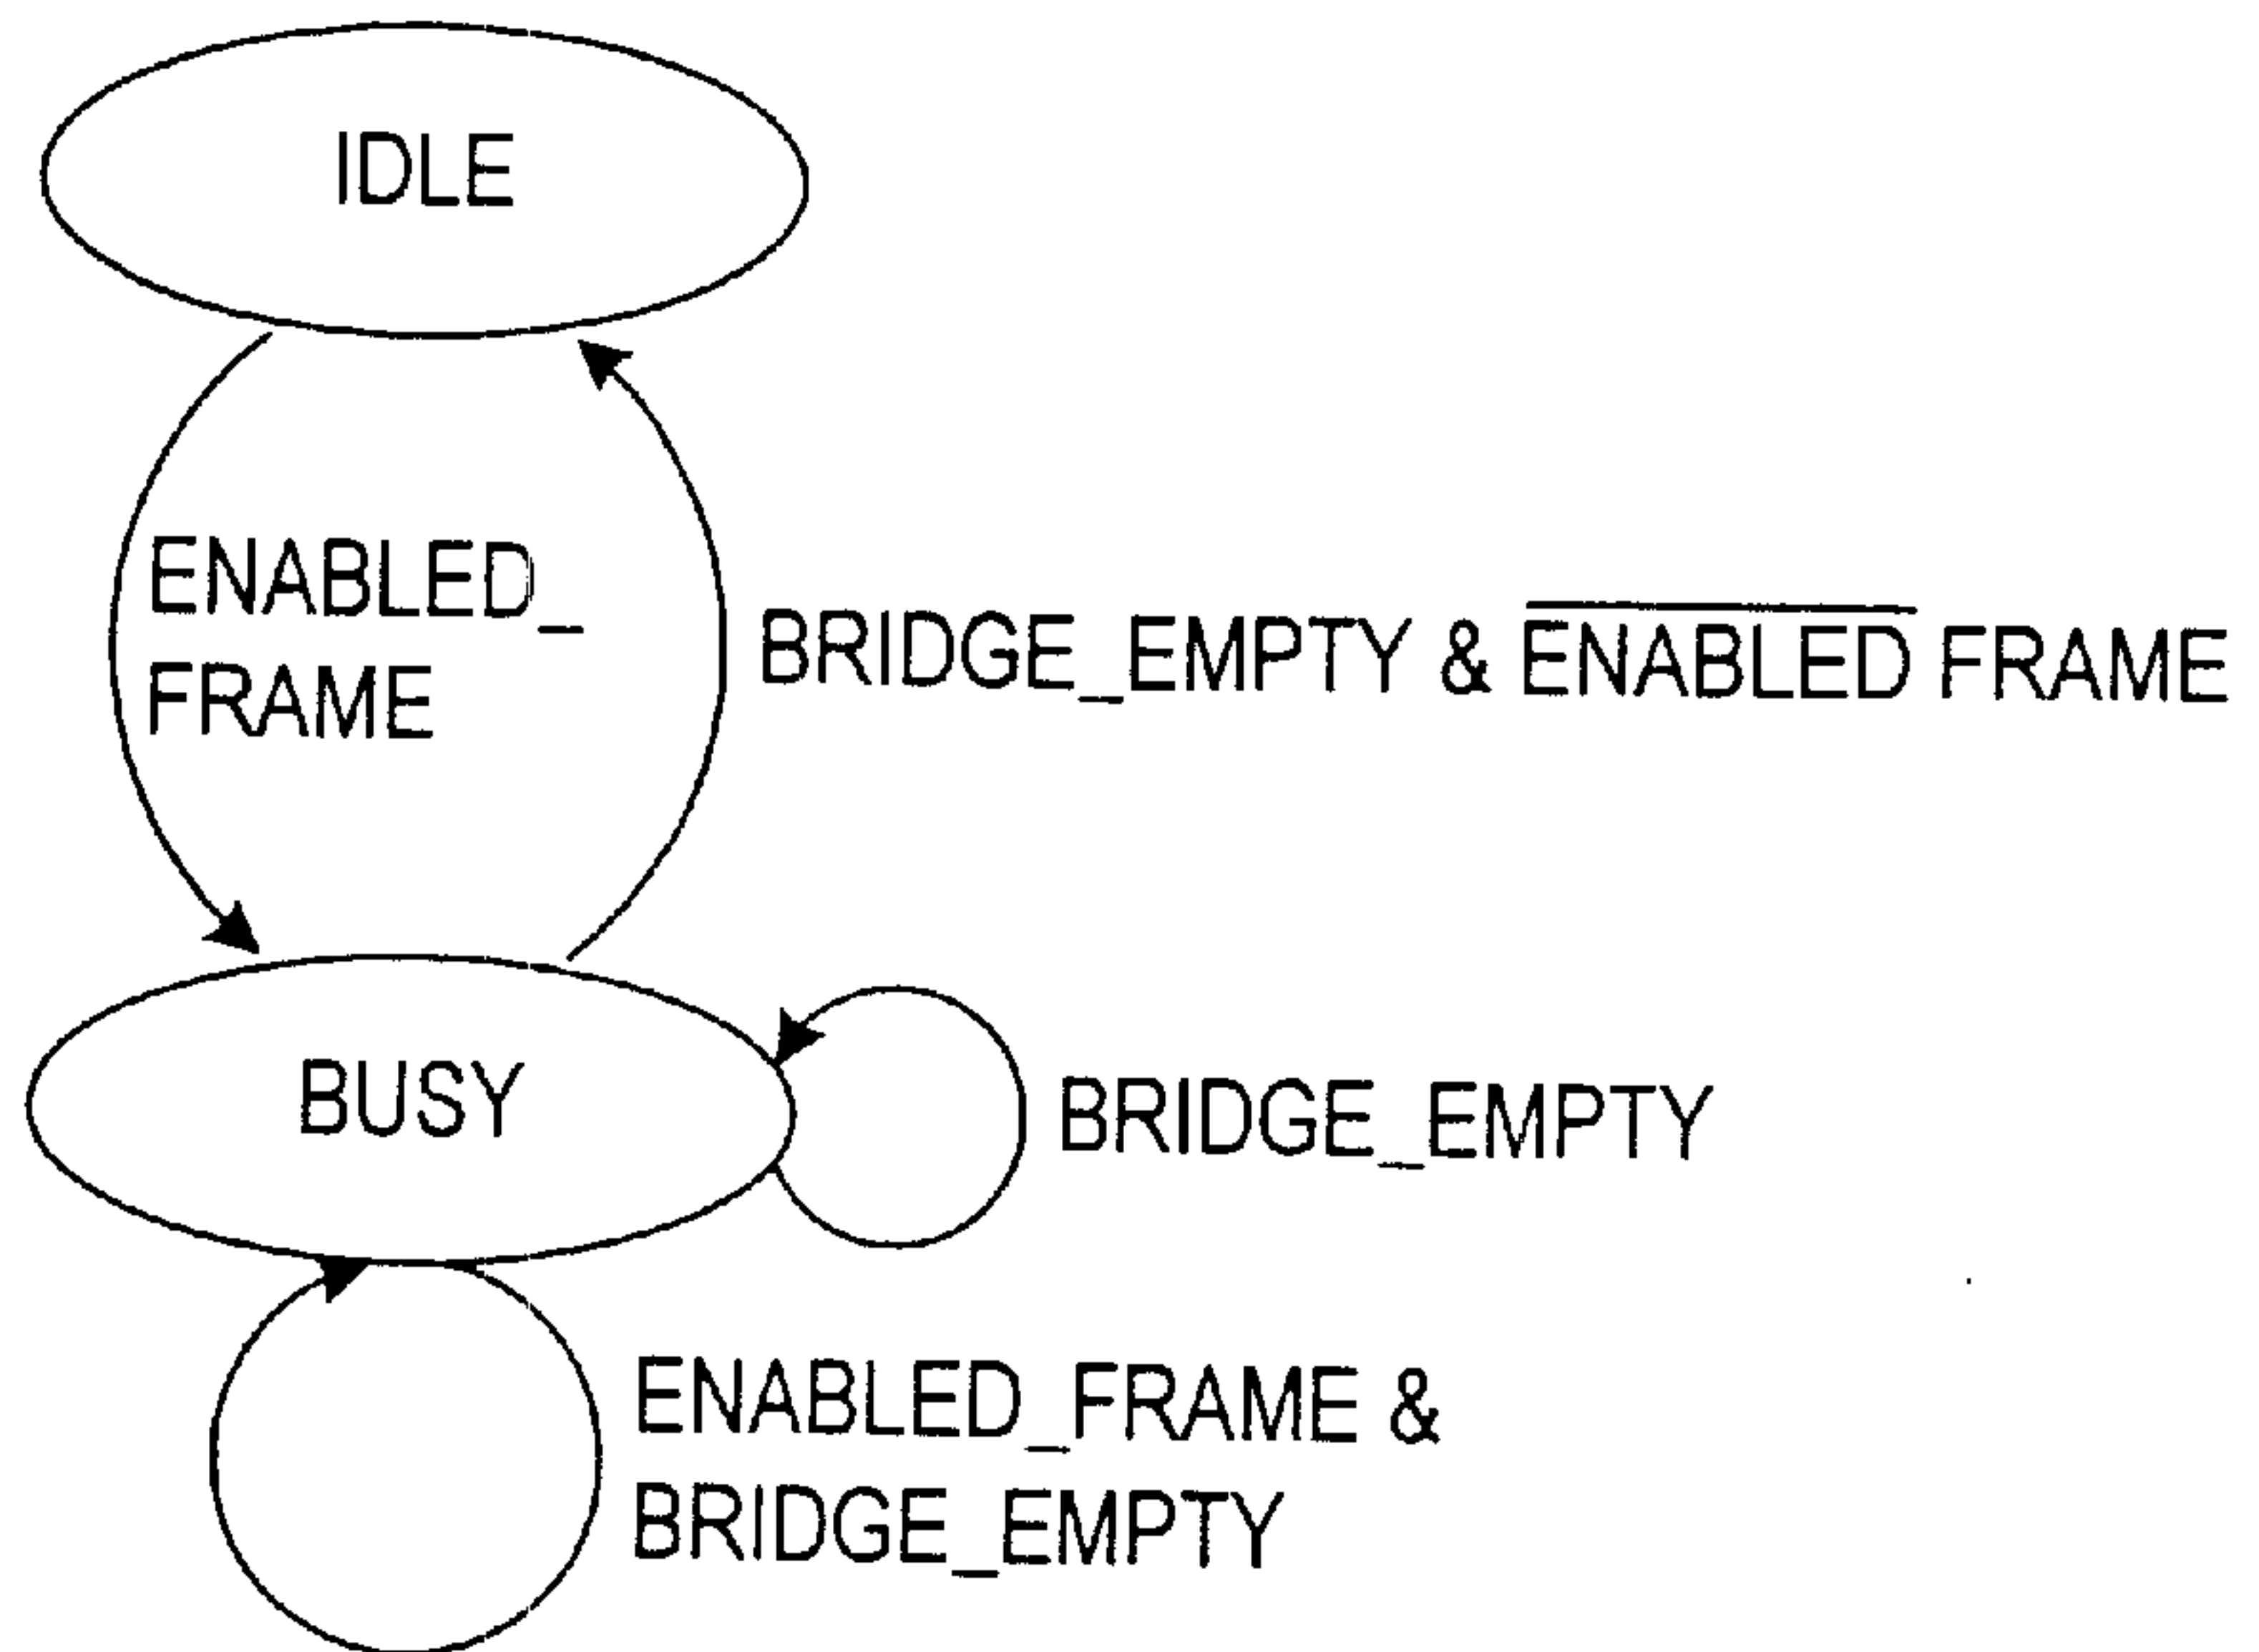 IDLE
ENABLED_
FRAME
BRIDGE_EMPTY & ENABLED FRAME
BUSY
BRIDGE_EMPTY
ENABLED_FRAME &
BRIDGE_EMPTY